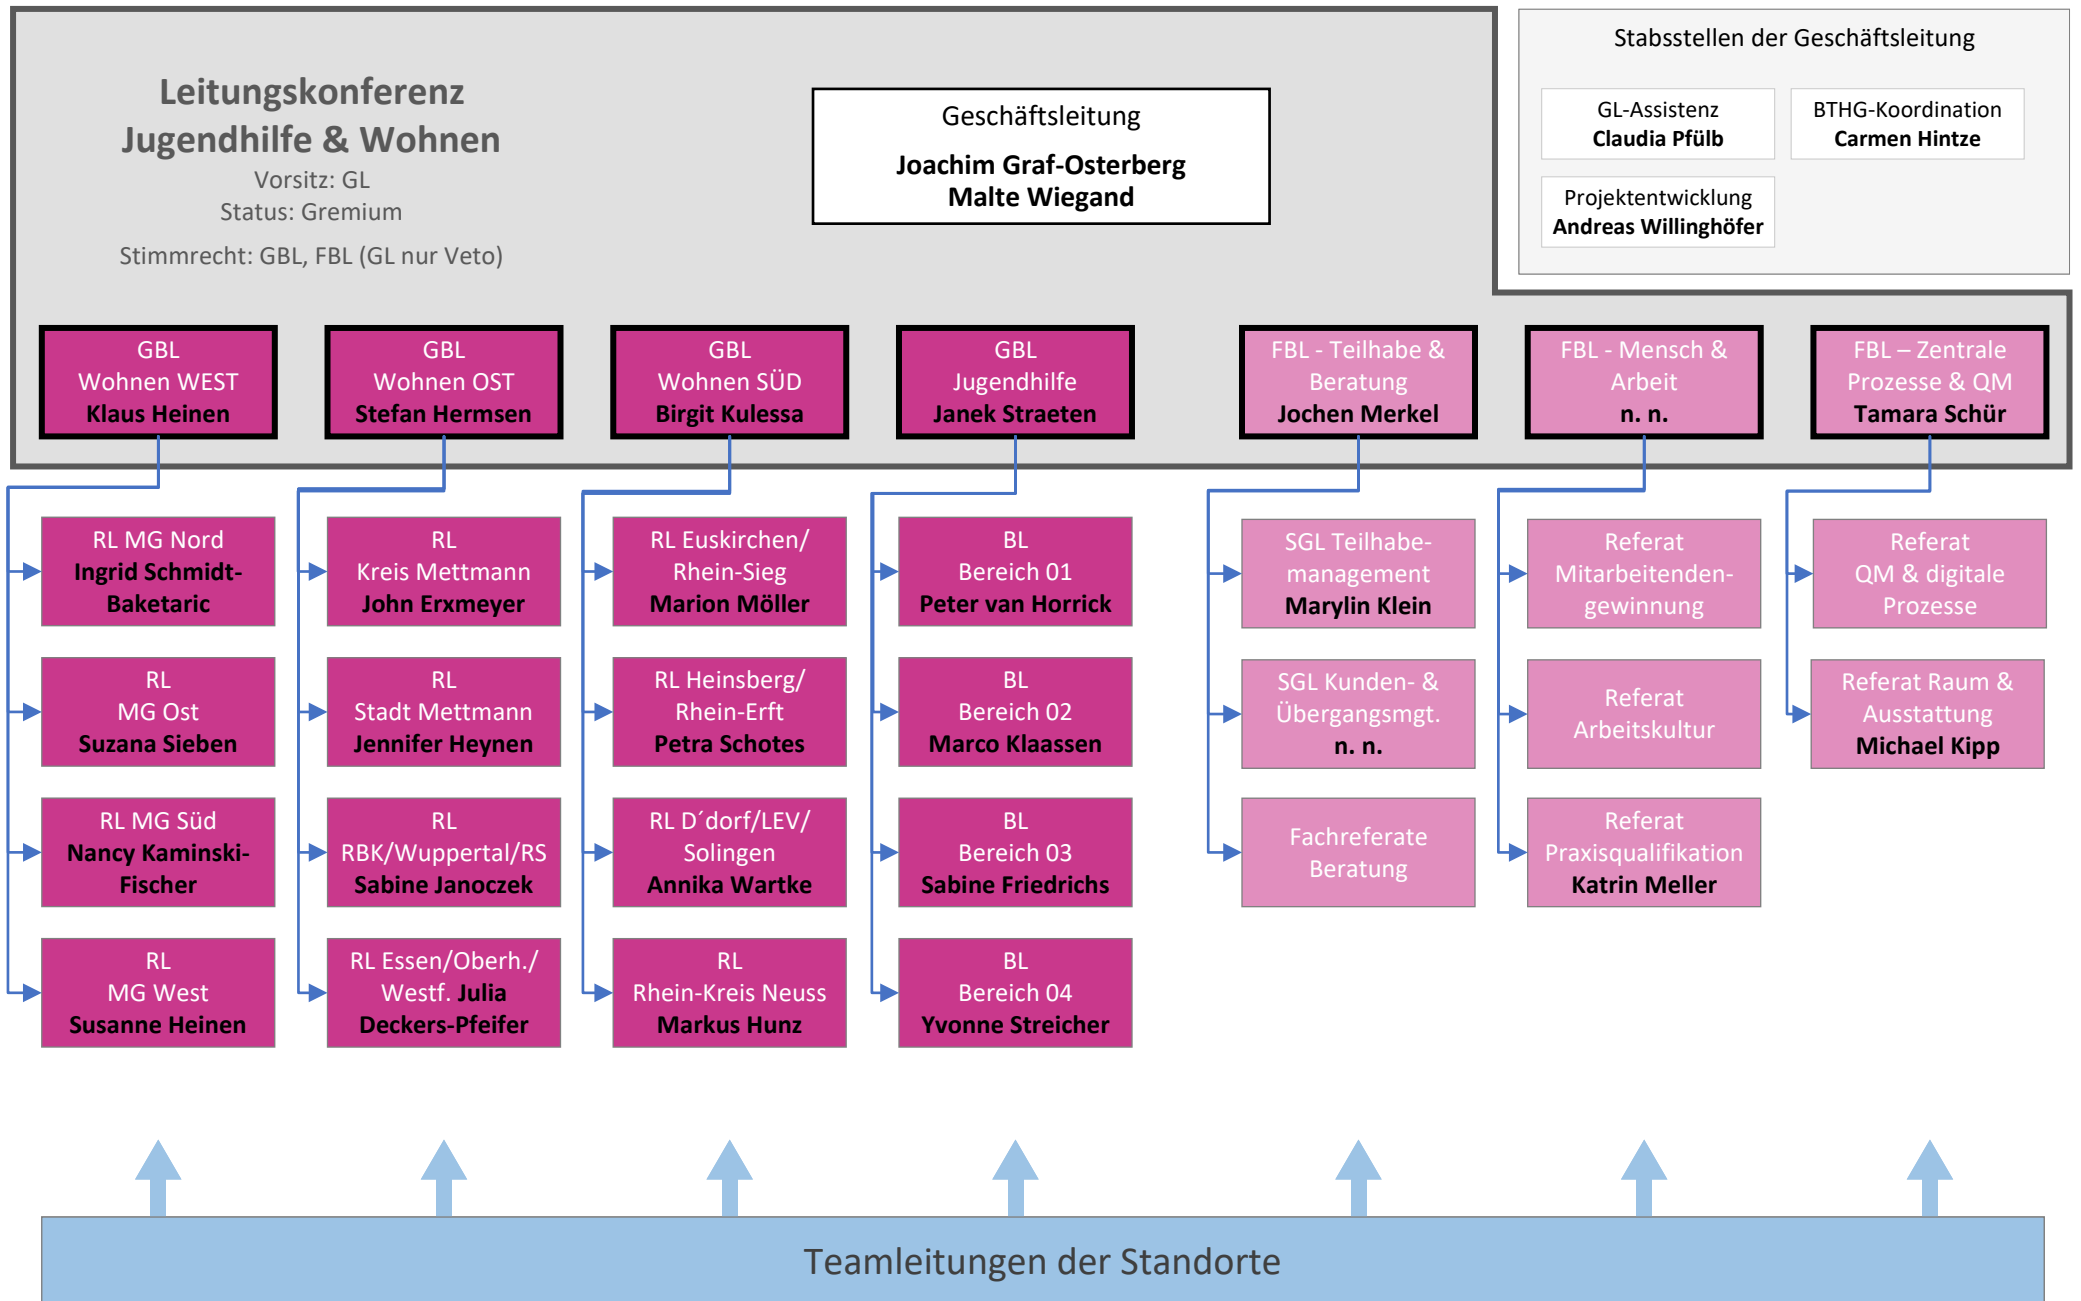 Leitungskonferenz
Jugendhilfe & Wohnen
Vorsitz: GL
Status: Gremium
Stimmrecht: GBL, FBL (GL nur Veto)
Geschäftsleitung
Joachim Graf-Osterberg
Malte Wiegand
Stabsstellen der Geschäftsleitung
GL-Assistenz
Claudia Pfülb
BTHG-Koordination
Carmen Hintze
Projektentwicklung
Andreas Willinghöfer
GBL
Wohnen WEST
Klaus Heinen
GBL
Wohnen OST
Stefan Hermsen
GBL
Wohnen SÜD
Birgit Kulessa
GBL
Jugendhilfe
Janek Straeten
FBL - Teilhabe &
Beratung
Jochen Merkel
FBL - Mensch &
Arbeit
n. n.
FBL – Zentrale
Prozesse & QM
Tamara Schür
RL MG Nord
Ingrid Schmidt-
Baketaric
RL
Kreis Mettmann
John Erxmeyer
RL Euskirchen/
Rhein-Sieg
Marion Möller
BL
Bereich 01
Peter van Horrick
SGL Teilhabe-
management
Marylin Klein
Referat
Mitarbeitenden-
gewinnung
Referat
QM & digitale
Prozesse
RL
MG Ost
Suzana Sieben
RL
Stadt Mettmann
Jennifer Heynen
RL Heinsberg/
Rhein-Erft
Petra Schotes
BL
Bereich 02
Marco Klaassen
SGL Kunden- &
Übergangsmgt.
n. n.
Referat
Arbeitskultur
Referat Raum &
Ausstattung
Michael Kipp
RL MG Süd
Nancy Kaminski-
Fischer
RL
RBK/Wuppertal/RS
Sabine Janoczek
RL D´dorf/LEV/
Solingen
Annika Wartke
BL
Bereich 03
Sabine Friedrichs
Fachreferate
Beratung
Referat
Praxisqualifikation
Katrin Meller
RL
MG West
Susanne Heinen
RL Essen/Oberh./
Westf. Julia
Deckers-Pfeifer
RL
Rhein-Kreis Neuss
Markus Hunz
BL
Bereich 04
Yvonne Streicher
Teamleitungen der Standorte